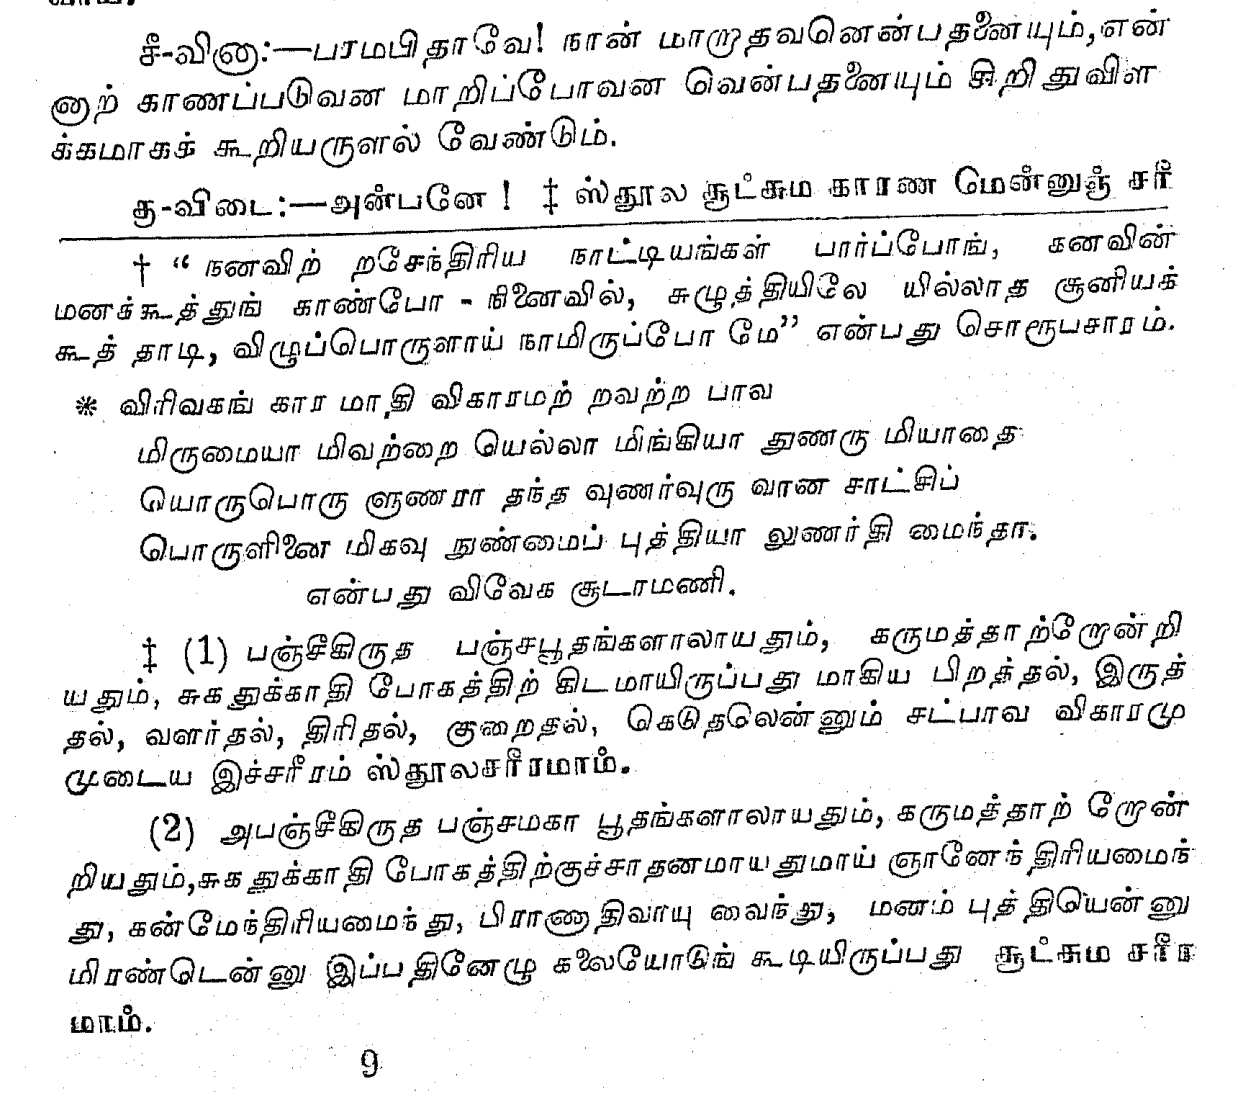 சீ-வினா:—பரமபிதாவே! நான் மாறாதவனென்பதனையும்,என்
னாற் காணப்படுவன மாறிப்போவன வென்பதனையும் சிறிதுவிள
க்கமாகக் கூறியருளல் வேண்டும்.
த-விடை:—அன்பனே! ‡ ஸ்தூல சூட்சும காரண மென்னுஞ் சரீ
† “ நனவிற் றசேந்திரிய நாட்டியங்கள் பார்ப்போங், கனவின்
மனக்கூத்துங் காண்போ - நினைவில், சுழுத்தியிலே யில்லாத சூனியக்
கூத் தாடி, விழுப்பொருளாய் நாமிருப்போ மே” என்பது சொரூபசாரம்.
* விரிவகங் கார மாதி விகாரமற் றவற்ற பாவ
மிருமையா மிவற்றை யெல்லா மிங்கியா துணரு மியாதை
யொருபொரு ளுணரா தந்த வுணர்வுரு வான சாட்சிப்
பொருளினை மிகவு நுண்மைப் புத்தியா லுணர்தி மைந்தா.
என்பது விவேக சூடாமணி.
‡ (1) பஞ்சீகிருத பஞ்சபூதங்களாலாயதும், கருமத்தாற்றோன்றி
யதும், சுகதுக்காதி போகத்திற் கிடமாயிருப்பது மாகிய பிறத்தல், இருத்
தல், வளர்தல், திரிதல், குறைதல், கெடுதலென்னும் சட்பாவ விகாரமு
முடைய இச்சரீரம் ஸ்தூலசரீரமாம்.
(2) அபஞ்சீகிருத பஞ்சமகா பூதங்களாலாயதும், கருமத்தாற் றோன்
றியதும்,சுகதுக்காதி போகத்திற்குச்சாதனமாயதுமாய் ஞானேந்திரியமைந்
து, கன்மேந்திரியமைந்து, பிராணாதிவாயு வைந்து, மனம் புத்தியென்னு
மிரண்டென்னு இப்பதினேழு கலையோடுங் கூடியிருப்பது சூட்சும சரீர
மாம்.
9